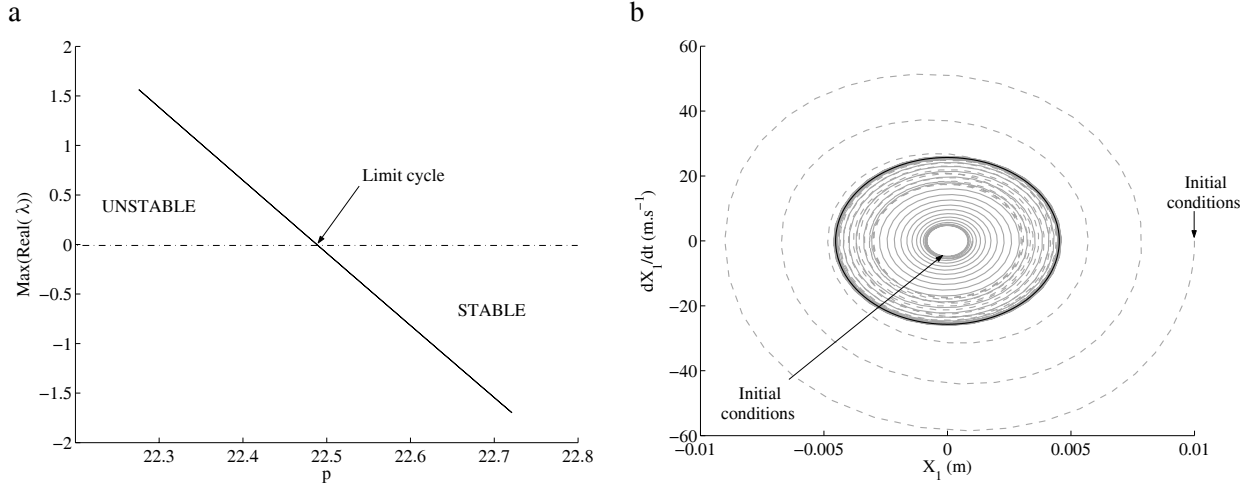 a
2
1.5
1
0.5
0
−0.5
−1
−1.5
−2
Max(Real( λ))
UNSTABLE
Limit cycle
STABLE
22.3
22.4
22.5
22.6
22.7
22.8
p
b
60
40
20
0
−20
−40
−60
dX_1/dt (m.s⁻¹)
Initial
conditions
Initial
conditions
−0.01
−0.005
0
0.005
0.01
X_1 (m)